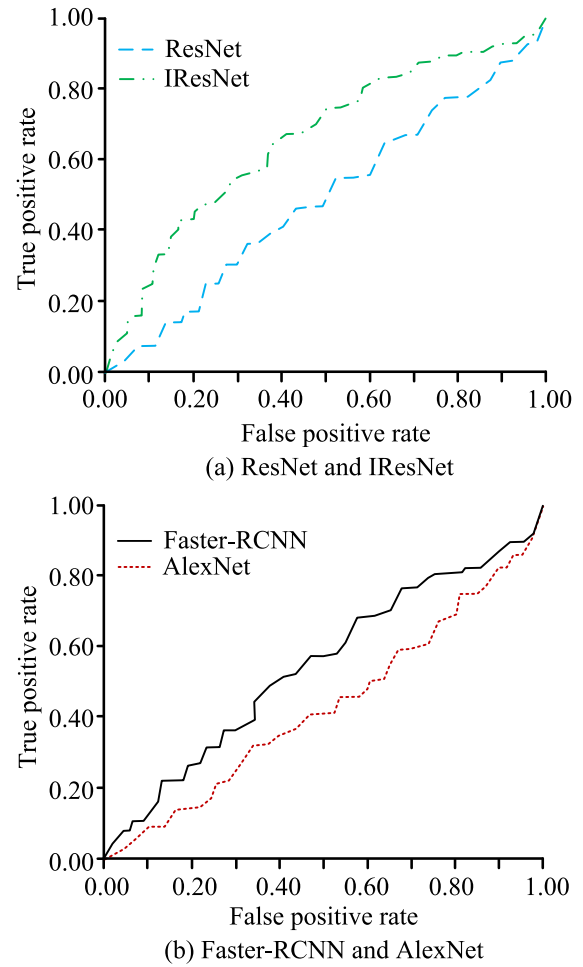 1.00
ResNet
IResNet
0.80
0.60
0.40
0.20
0.00
True positive rate
0.00 0.20 0.40 0.60 0.80 1.00
False positive rate
(a) ResNet and IResNet
1.00
Faster-RCNN
AlexNet
0.80
0.60
0.40
0.20
0.00
True positive rate
0.00 0.20 0.40 0.60 0.80 1.00
False positive rate
(b) Faster-RCNN and AlexNet